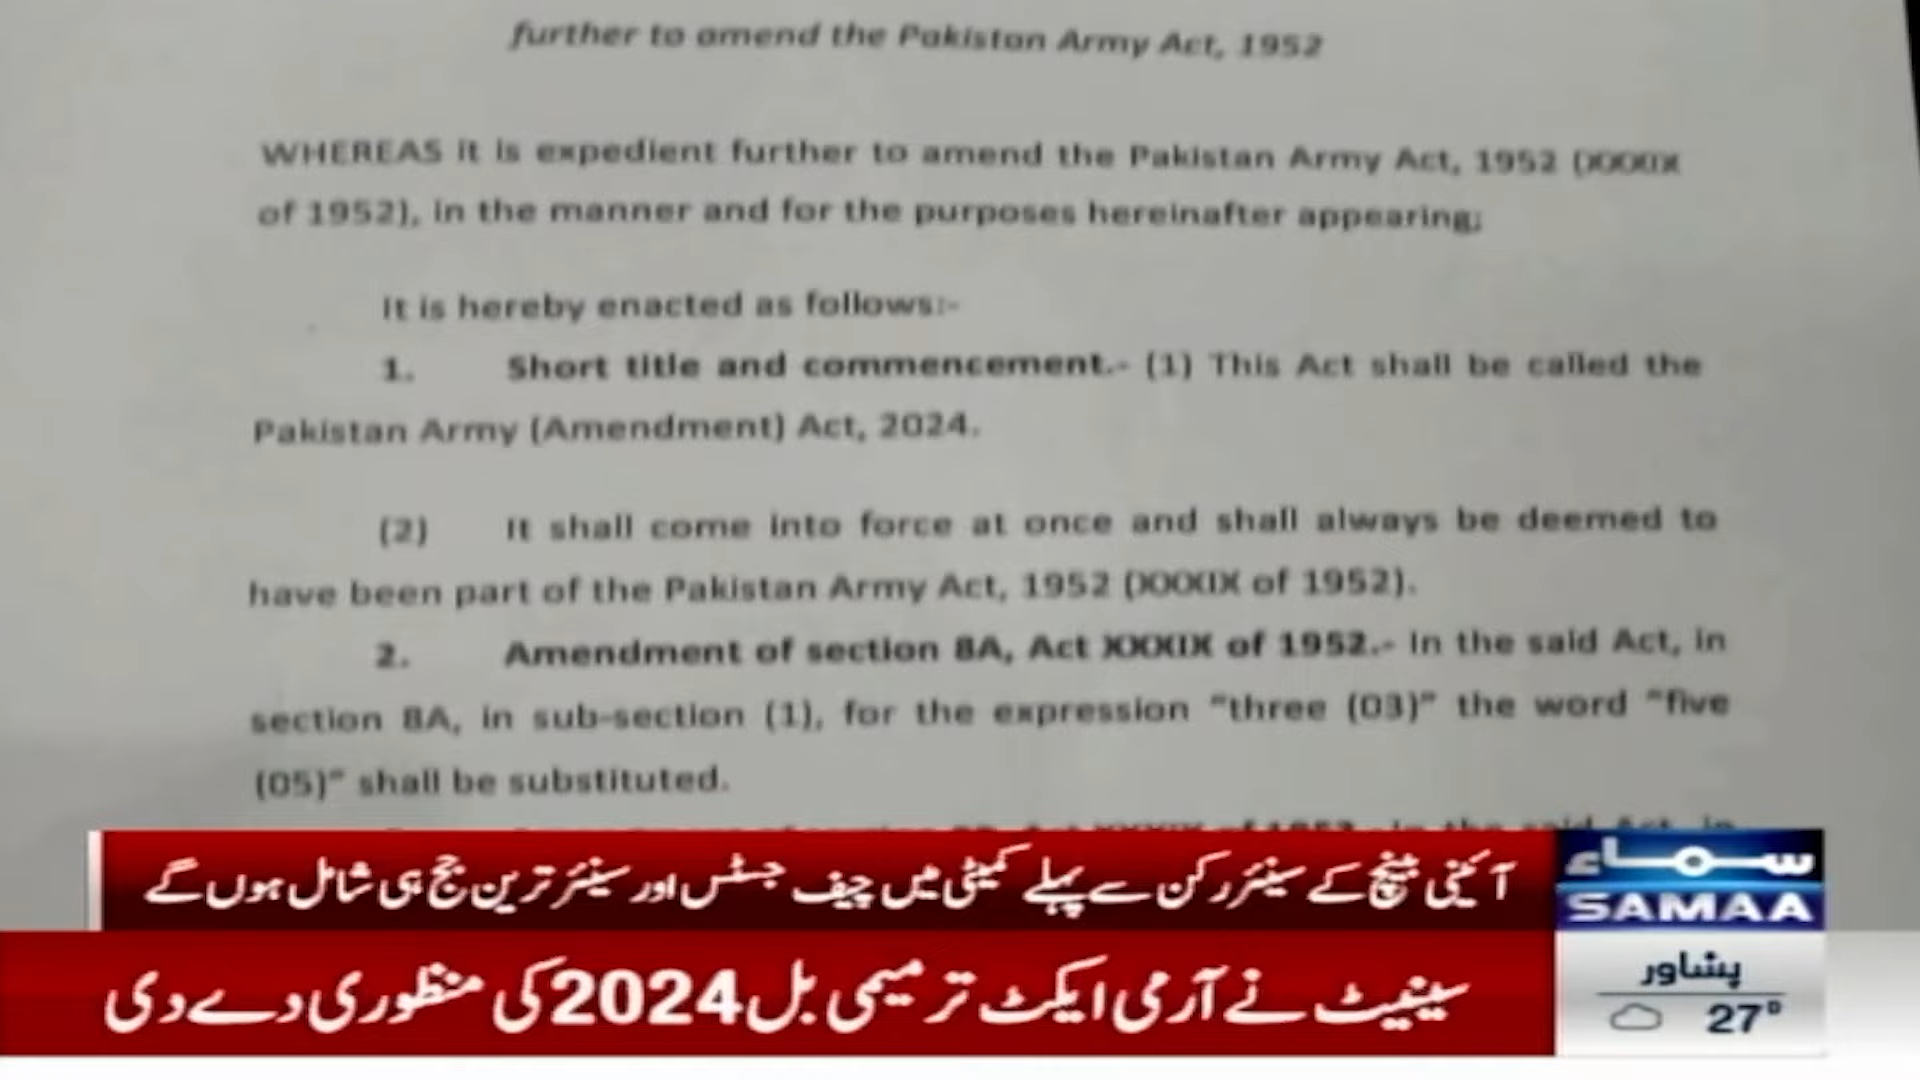 further to amend the Pakistan Army Act, 1952
WHEREAS it is expedient further to amend the Pakistan Army Act, 1952 (XXXIX
of 1952), in the manner and for the purposes hereinafter appearing;
It is hereby enacted as follows:-
1. Short title and commencement.- (1) This Act shall be called the
Pakistan Army (Amendment) Act, 2024.
(2) It shall come into force at once and shall always be deemed to
have been part of the Pakistan Army Act, 1952 (XXXIX of 1952).
2. Amendment of section 8A, Act XXXIX of 1952.- In the said Act, in
section 8A, in sub-section (1), for the expression "three (03)" the word "five
(05)" shall be substituted.
آئینی بینچ کے سینئر رکن سے پہلے کمیٹی میں چیف جسٹس اور سینئر ترین جج ہی شامل ہوں گے
سینیٹ نے آرمی ایکٹ ترمیمی بل 2024 کی منظوری دے دی
سماء
SAMAA
پشاور
27°